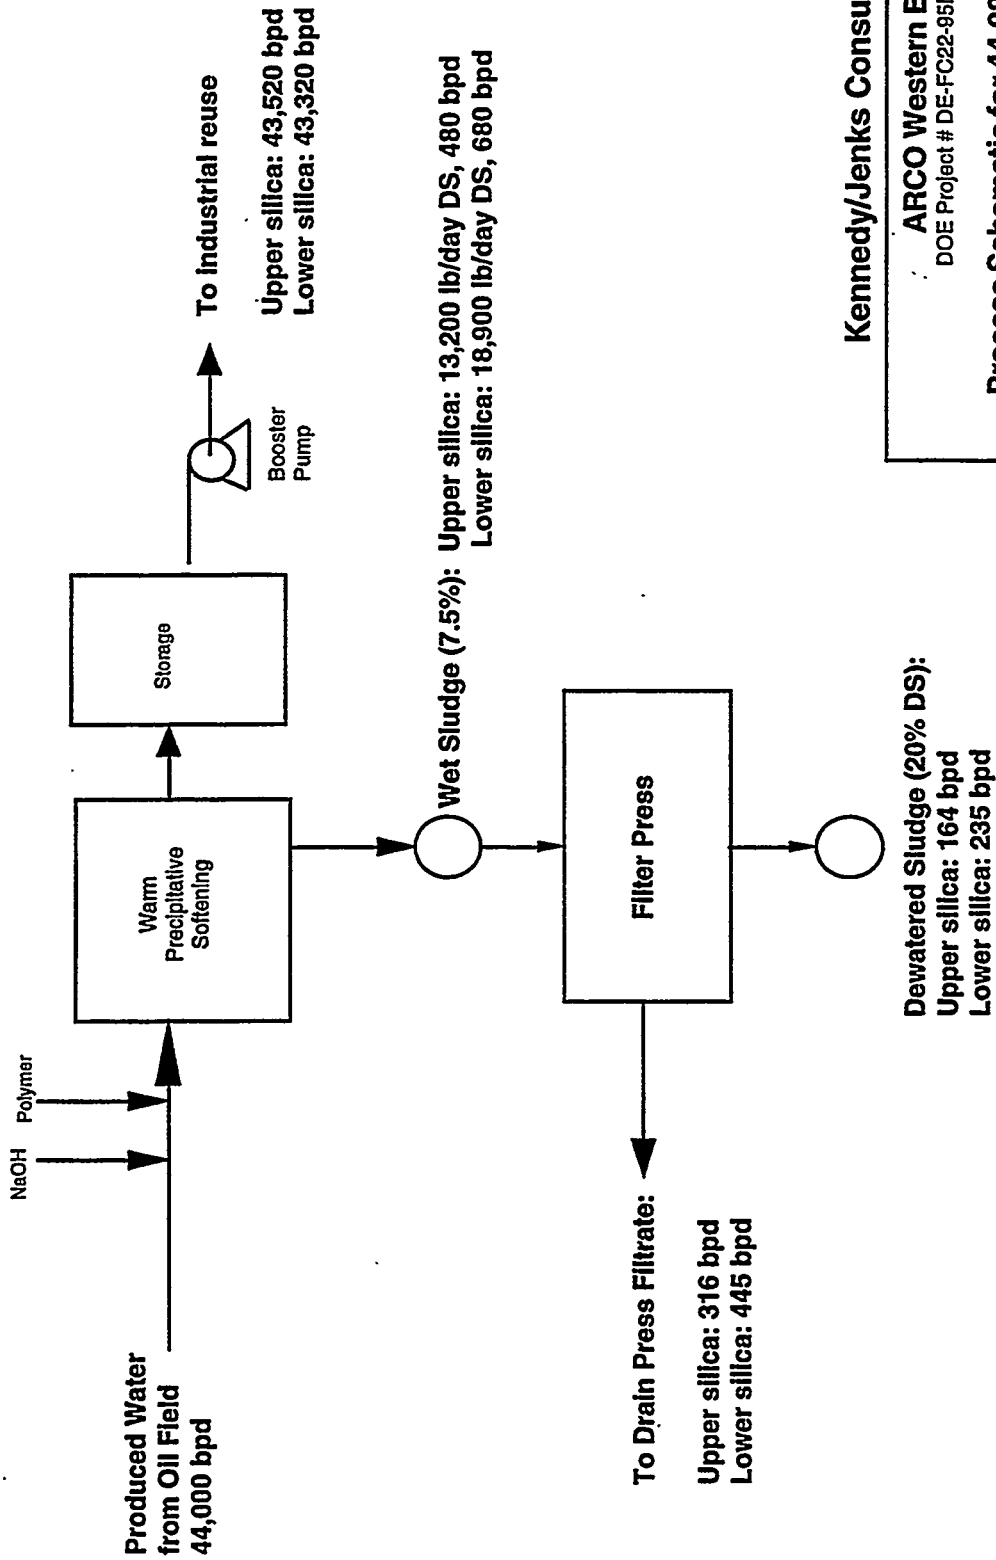 NaOH
Polymer
Produced Water
from Oil Field
44,000 bpd
Warm
Precipitative
Softening
Storage
Booster
Pump
To industrial reuse
Upper silica: 43,520 bpd
Lower silica: 43,320 bpd
Wet Sludge (7.5%): Upper silica: 13,200 lb/day DS, 480 bpd
Lower silica: 18,900 lb/day DS, 680 bpd
Filter Press
To Drain Press Filtrate:
Upper silica: 316 bpd
Lower silica: 445 bpd
Dewatered Sludge (20% DS):
Upper silica: 164 bpd
Lower silica: 235 bpd
Kennedy/Jenks Consu
ARCO Western E
DOE Project # DE-FC22-95
Process Schematic for